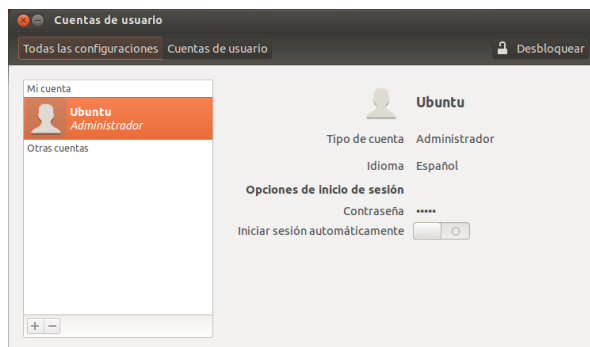 Cuentas de usuario
Todas las configuraciones Cuentas de usuario Desbloquear
Mi cuenta
Ubuntu
Administrador
Otras cuentas
Ubuntu
Tipo de cuenta Administrador
Idioma Español
Opciones de inicio de sesión
Contraseña •••••
Iniciar sesión automáticamente